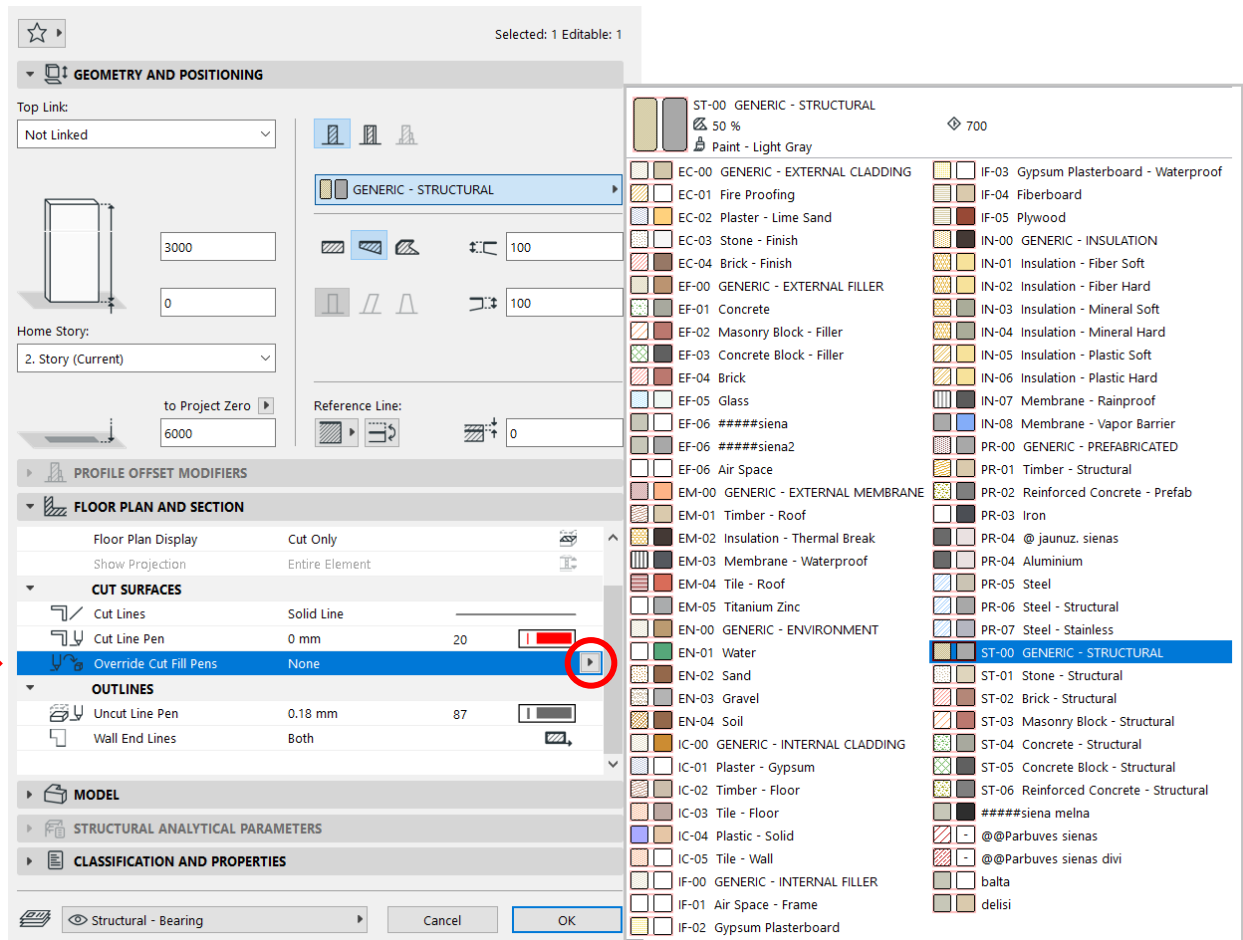 Selected: 1 Editable: 1
GEOMETRY AND POSITIONING
Top Link:
Not Linked
GENERIC - STRUCTURAL
3000
100
0
100
Home Story:
2. Story (Current)
to Project Zero
Reference Line:
6000
0
PROFILE OFFSET MODIFIERS
FLOOR PLAN AND SECTION
Floor Plan Display Cut Only
Show Projection Entire Element
CUT SURFACES
Cut Lines Solid Line
Cut Line Pen 0 mm 20
Override Cut Fill Pens None
OUTLINES
Uncut Line Pen 0.18 mm 87
Wall End Lines Both
MODEL
STRUCTURAL ANALYTICAL PARAMETERS
CLASSIFICATION AND PROPERTIES
Structural - Bearing
Cancel
OK
ST-00 GENERIC - STRUCTURAL
50 %
700
Paint - Light Gray
EC-00 GENERIC - EXTERNAL CLADDING
EC-01 Fire Proofing
EC-02 Plaster - Lime Sand
EC-03 Stone - Finish
EC-04 Brick - Finish
EF-00 GENERIC - EXTERNAL FILLER
EF-01 Concrete
EF-02 Masonry Block - Filler
EF-03 Concrete Block - Filler
EF-04 Brick
EF-05 Glass
EF-06 #####siena
EF-06 #####siena2
EF-06 Air Space
EM-00 GENERIC - EXTERNAL MEMBRANE
EM-01 Timber - Roof
EM-02 Insulation - Thermal Break
EM-03 Membrane - Waterproof
EM-04 Tile - Roof
EM-05 Titanium Zinc
EN-00 GENERIC - ENVIRONMENT
EN-01 Water
EN-02 Sand
EN-03 Gravel
EN-04 Soil
IC-00 GENERIC - INTERNAL CLADDING
IC-01 Plaster - Gypsum
IC-02 Timber - Floor
IC-03 Tile - Floor
IC-04 Plastic - Solid
IC-05 Tile - Wall
IF-00 GENERIC - INTERNAL FILLER
IF-01 Air Space - Frame
IF-02 Gypsum Plasterboard
IF-03 Gypsum Plasterboard - Waterproof
IF-04 Fiberboard
IF-05 Plywood
IN-00 GENERIC - INSULATION
IN-01 Insulation - Fiber Soft
IN-02 Insulation - Fiber Hard
IN-03 Insulation - Mineral Soft
IN-04 Insulation - Mineral Hard
IN-05 Insulation - Plastic Soft
IN-06 Insulation - Plastic Hard
IN-07 Membrane - Rainproof
IN-08 Membrane - Vapor Barrier
PR-00 GENERIC - PREFABRICATED
PR-01 Timber - Structural
PR-02 Reinforced Concrete - Prefab
PR-03 Iron
PR-04 @ jaunuz. sienas
PR-04 Aluminium
PR-05 Steel
PR-06 Steel - Structural
PR-07 Steel - Stainless
ST-00 GENERIC - STRUCTURAL
ST-01 Stone - Structural
ST-02 Brick - Structural
ST-03 Masonry Block - Structural
ST-04 Concrete - Structural
ST-05 Concrete Block - Structural
ST-06 Reinforced Concrete - Structural
#####siena melna
@@Parbuves sienas
@@Parbuves sienas divi
balta
delisi